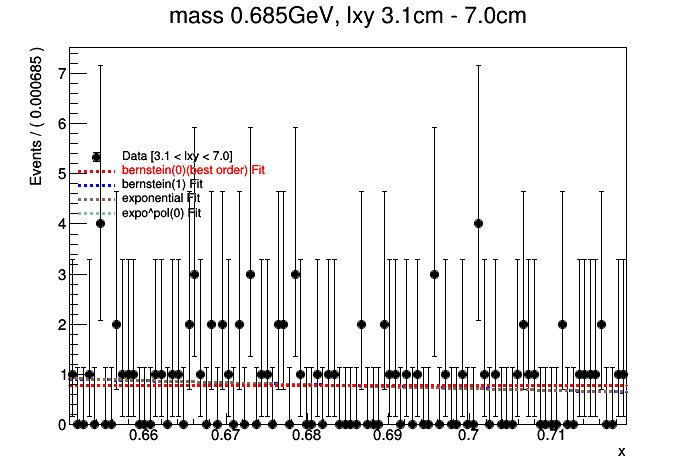 mass 0.685GeV, lxy 3.1cm - 7.0cm
Events / ( 0.000685 )
7
6
5
4
3
2
1
0
Data [3.1 < lxy < 7.0]
bernstein(0)(best order) Fit
bernstein(1) Fit
exponential Fit
expo^pol(0) Fit
0.66 0.67 0.68 0.69 0.7 0.71
x